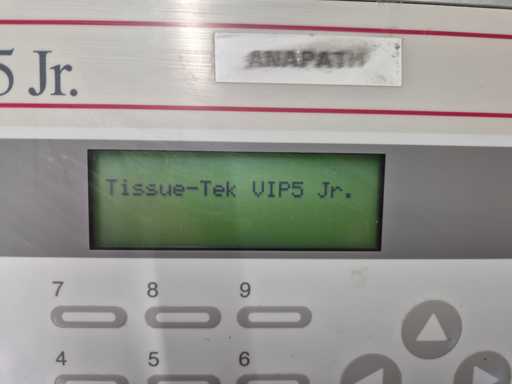 5 Jr.
ANAPATH
Tissue-Tek VIP5 Jr.
7 8 9
4 5 6